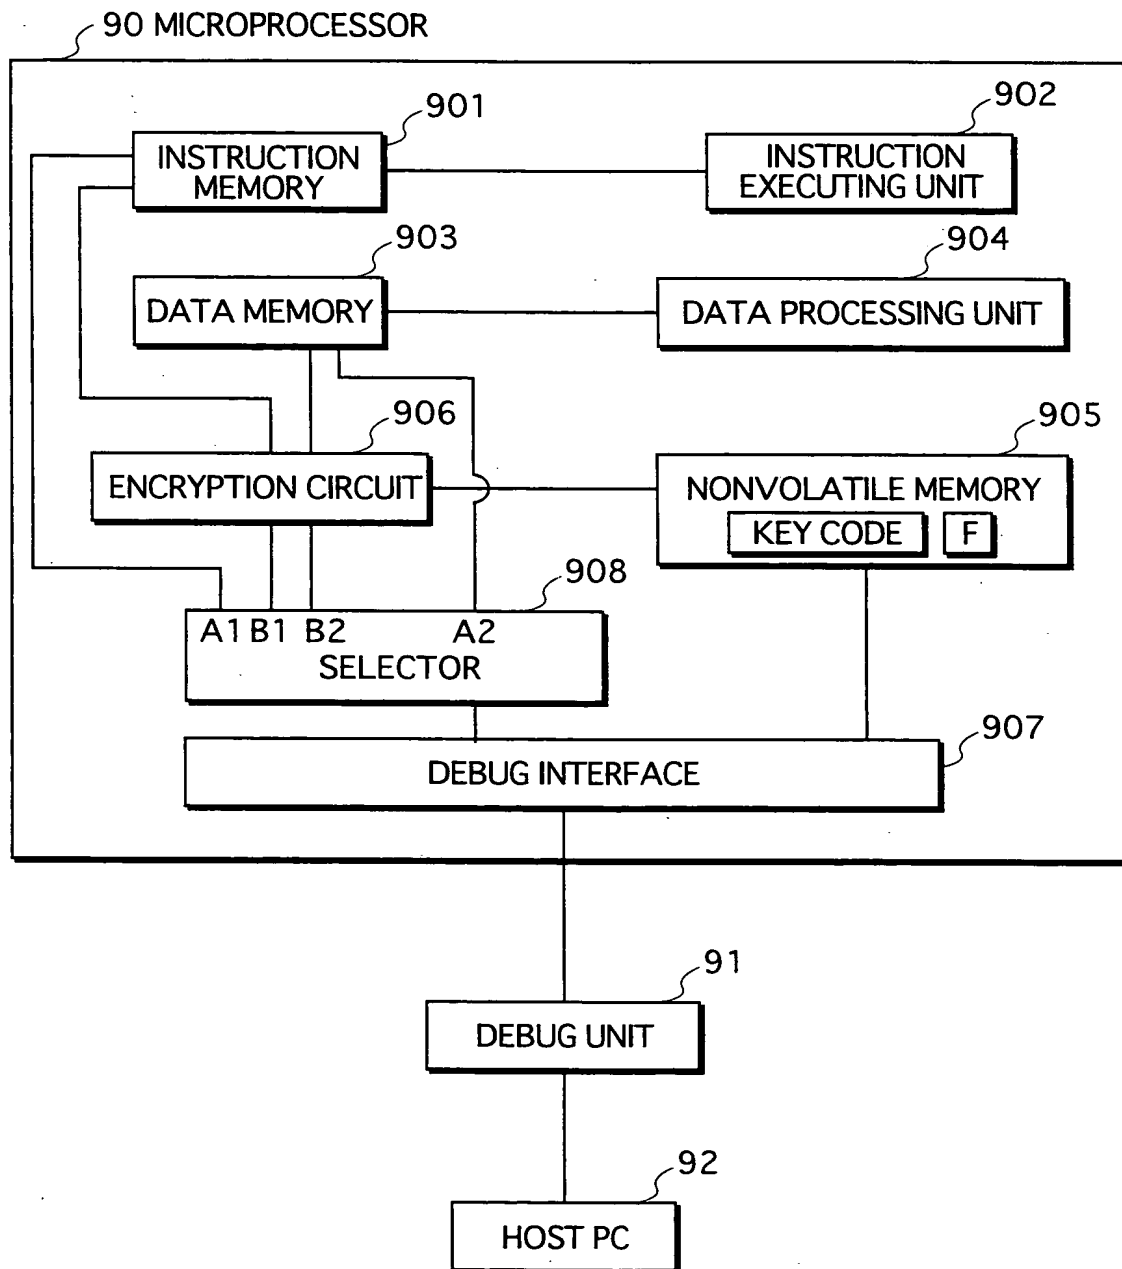 90 MICROPROCESSOR
901
902
INSTRUCTION
MEMORY
INSTRUCTION
EXECUTING UNIT
903
904
DATA MEMORY
DATA PROCESSING UNIT
906
905
ENCRYPTION CIRCUIT
NONVOLATILE MEMORY
KEY CODE F
908
A1 B1 B2 A2
SELECTOR
907
DEBUG INTERFACE
91
DEBUG UNIT
92
HOST PC